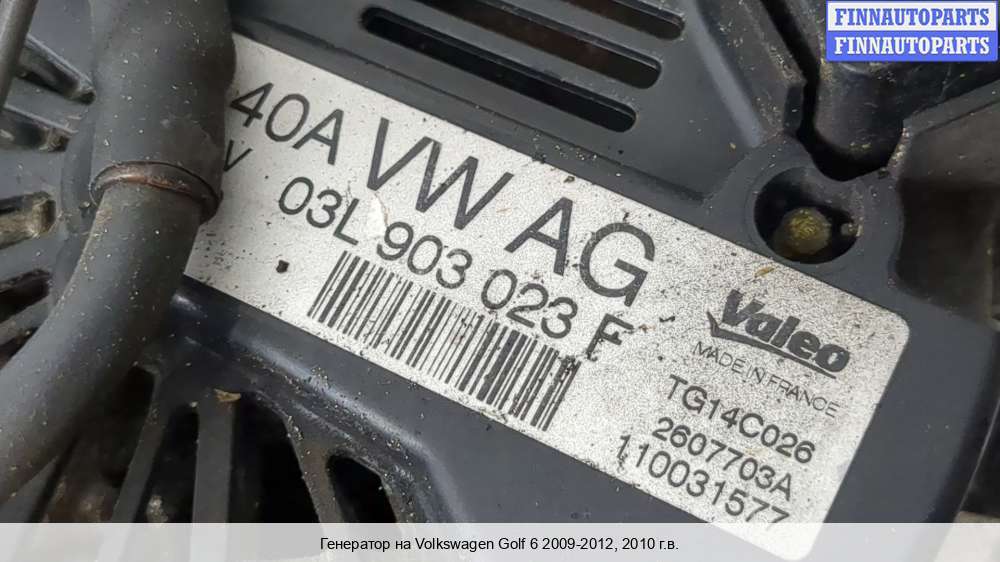 FINNAUTOPARTS
FINNAUTOPARTS
40A VW AG
V 03L 903 023 F
Valeo
MADE IN FRANCE
TG14C026
2607703A
110031577
Генератор на Volkswagen Golf 6 2009-2012, 2010 г.в.